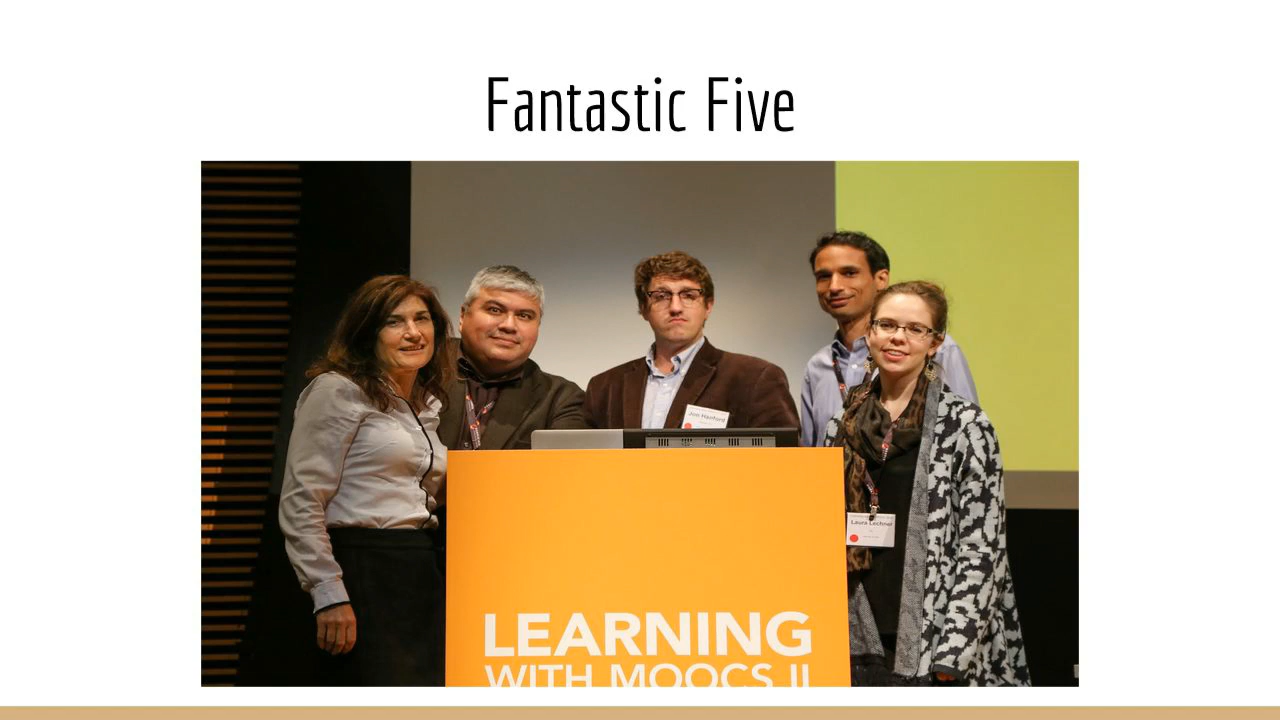 Fantastic Five
Jon Hanford
Laura Lechner
LEARNING
WITH MOOCS II